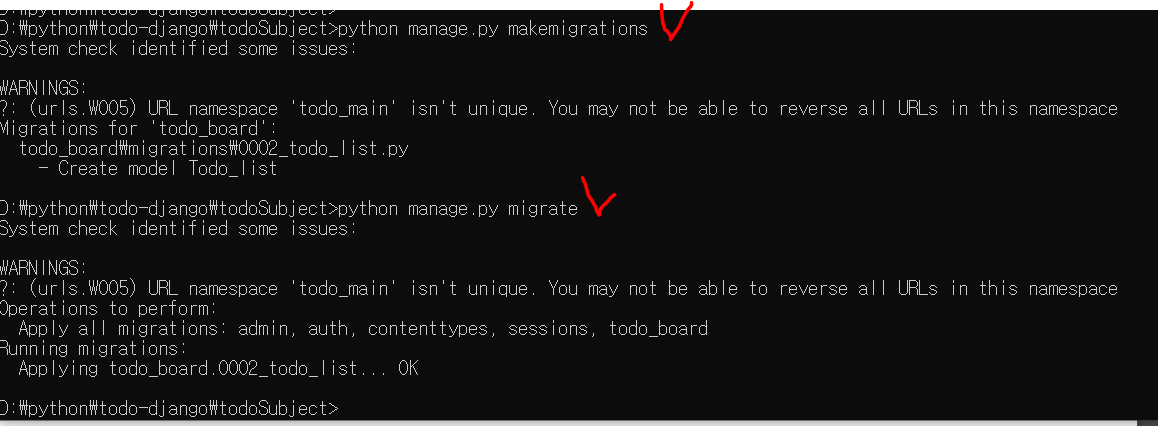 D:\python\todo-django\todoSubject>
D:\python\todo-django\todoSubject>python manage.py makemigrations
System check identified some issues:
WARNINGS:
?: (urls.W005) URL namespace 'todo_main' isn't unique. You may not be able to reverse all URLs in this namespace
Migrations for 'todo_board':
todo_board₩migrations₩0002_todo_list.py
- Create model Todo_list
D:₩python₩todo-django₩todoSubject>python manage.py migrate
System check identified some issues:
WARNINGS:
?: (urls.W005) URL namespace 'todo_main' isn't unique. You may not be able to reverse all URLs in this namespace
Operations to perform:
Apply all migrations: admin, auth, contenttypes, sessions, todo_board
Running migrations:
Applying todo_board.0002_todo_list... OK
D:₩python₩todo-django₩todoSubject>